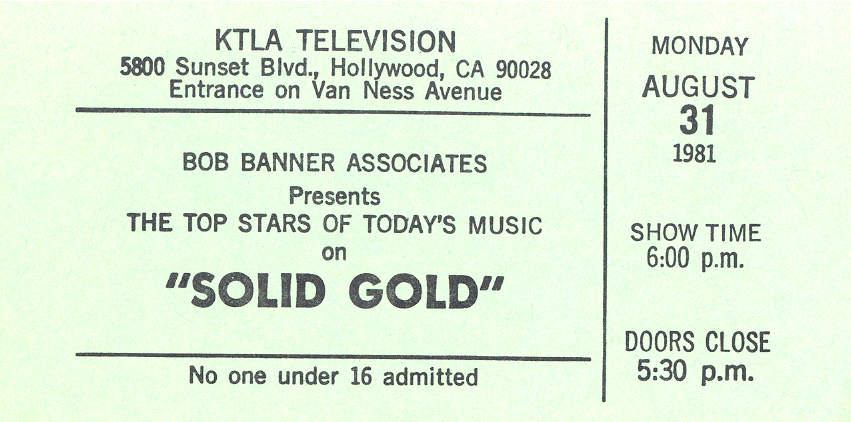 KTLA TELEVISION
5800 Sunset Blvd., Hollywood, CA 90028
Entrance on Van Ness Avenue
BOB BANNER ASSOCIATES
Presents
THE TOP STARS OF TODAY'S MUSIC
on
"SOLID GOLD"
No one under 16 admitted
MONDAY
AUGUST
31
1981
SHOW TIME
6:00 p.m.
DOORS CLOSE
5:30 p.m.